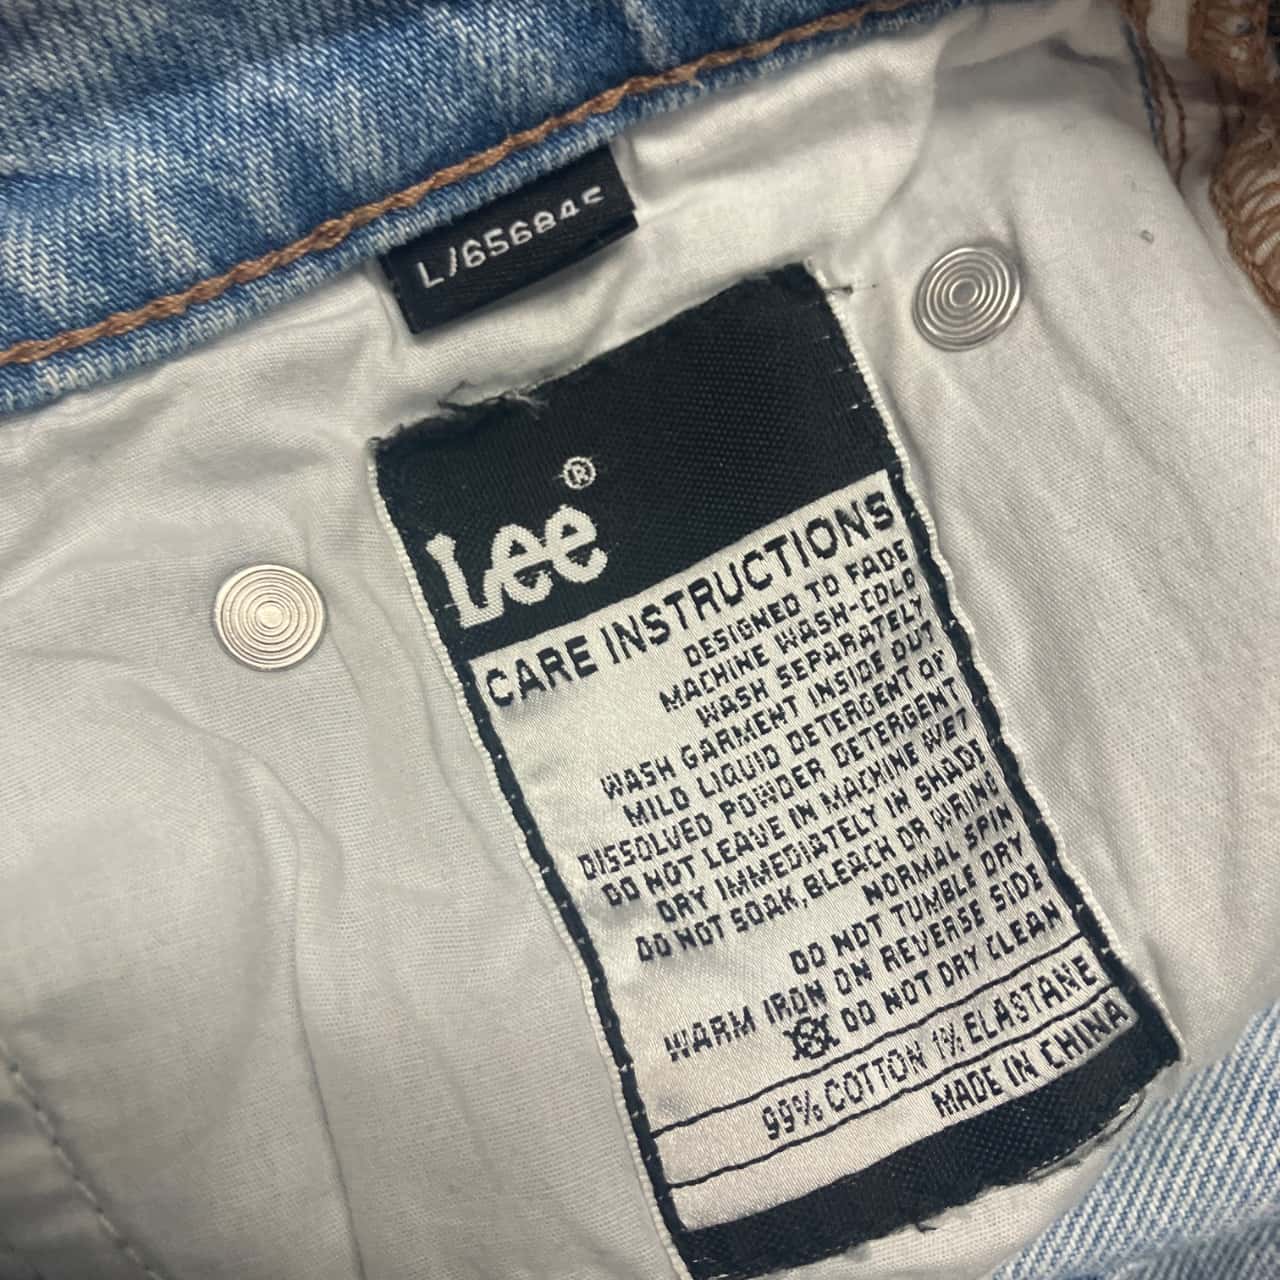 L/656845
Lee®
CARE INSTRUCTIONS
DESIGNED TO FADE
MACHINE WASH-COLD
WASH SEPARATELY
WASH GARMENT INSIDE OUT
MILD LIQUID DETERGENT OF
DISSOLVED POWDER DETERGENT
DO NOT LEAVE IN MACHINE WET
DRY IMMEDIATELY IN SHADE
DO NOT SOAK, BLEACH OR WRING
NORMAL SPIN
DO NOT TUMBLE DRY
WARM IRON ON REVERSE SIDE
DO NOT DRY CLEAN
99% COTTON 1% ELASTANE
MADE IN CHINA